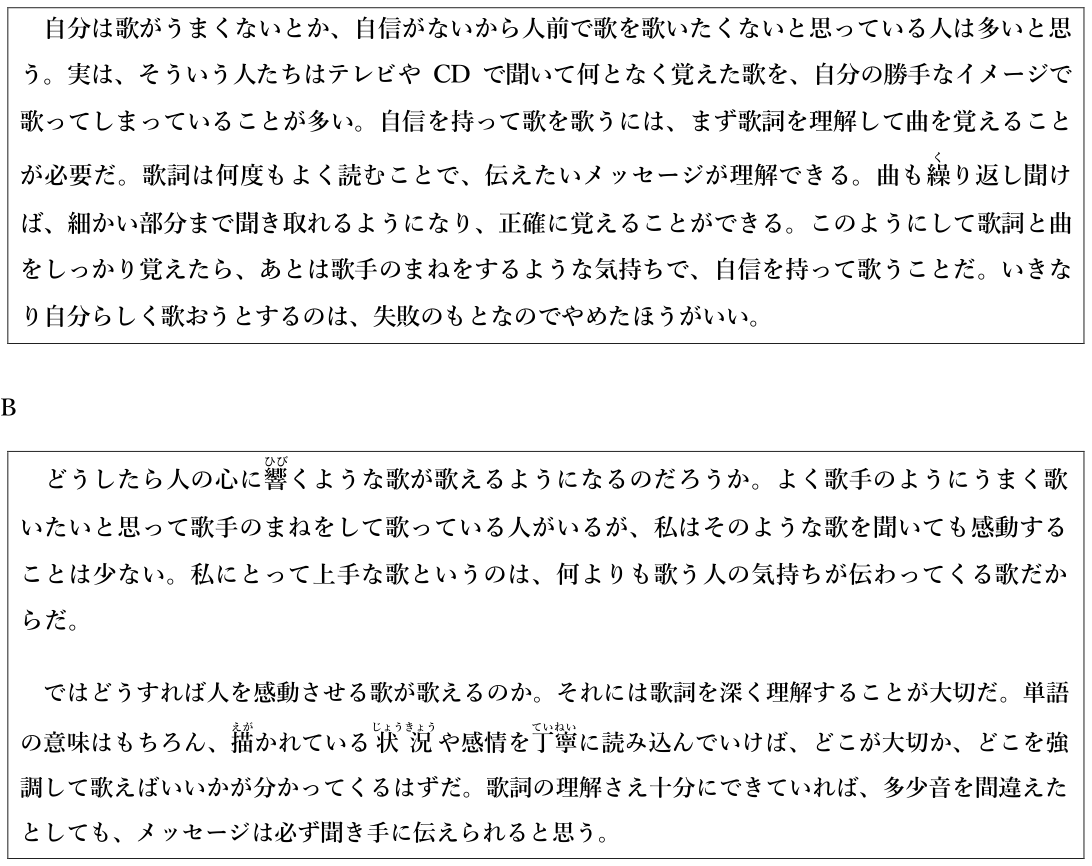 自分は歌がうまくないとか、自信がないから人前で歌を歌いたくないと思っている人は多いと思
う。実は、そういう人たちはテレビや CD で聞いて何となく覚えた歌を、自分の勝手なイメージで
歌ってしまっていることが多い。自信を持って歌を歌うには、まず歌詞を理解して曲を覚えること
く
が必要だ。歌詞は何度もよく読むことで、伝えたいメッセージが理解できる。曲も繰り返し聞け
ば、細かい部分まで聞き取れるようになり、正確に覚えることができる。このようにして歌詞と曲
をしっかり覚えたら、あとは歌手のまねをするような気持ちで、自信を持って歌うことだ。いきな
り自分らしく歌おうとするのは、失敗のもとなのでやめたほうがいい。
B
ひび
どうしたら人の心に響くような歌が歌えるようになるのだろうか。よく歌手のようにうまく歌
いたいと思って歌手のまねをして歌っている人がいるが、私はそのような歌を聞いても感動する
ことは少ない。私にとって上手な歌というのは、何よりも歌う人の気持ちが伝わってくる歌だか
らだ。
ではどうすれば人を感動させる歌が歌えるのか。それには歌詞を深く理解することが大切だ。単語
えが じょうきょう ていねい
の意味はもちろん、描かれている状況や感情を丁寧に読み込んでいけば、どこが大切か、どこを強
調して歌えばいいかが分かってくるはずだ。歌詞の理解さえ十分にできていれば、多少音を間違えた
としても、メッセージは必ず聞き手に伝えられると思う。